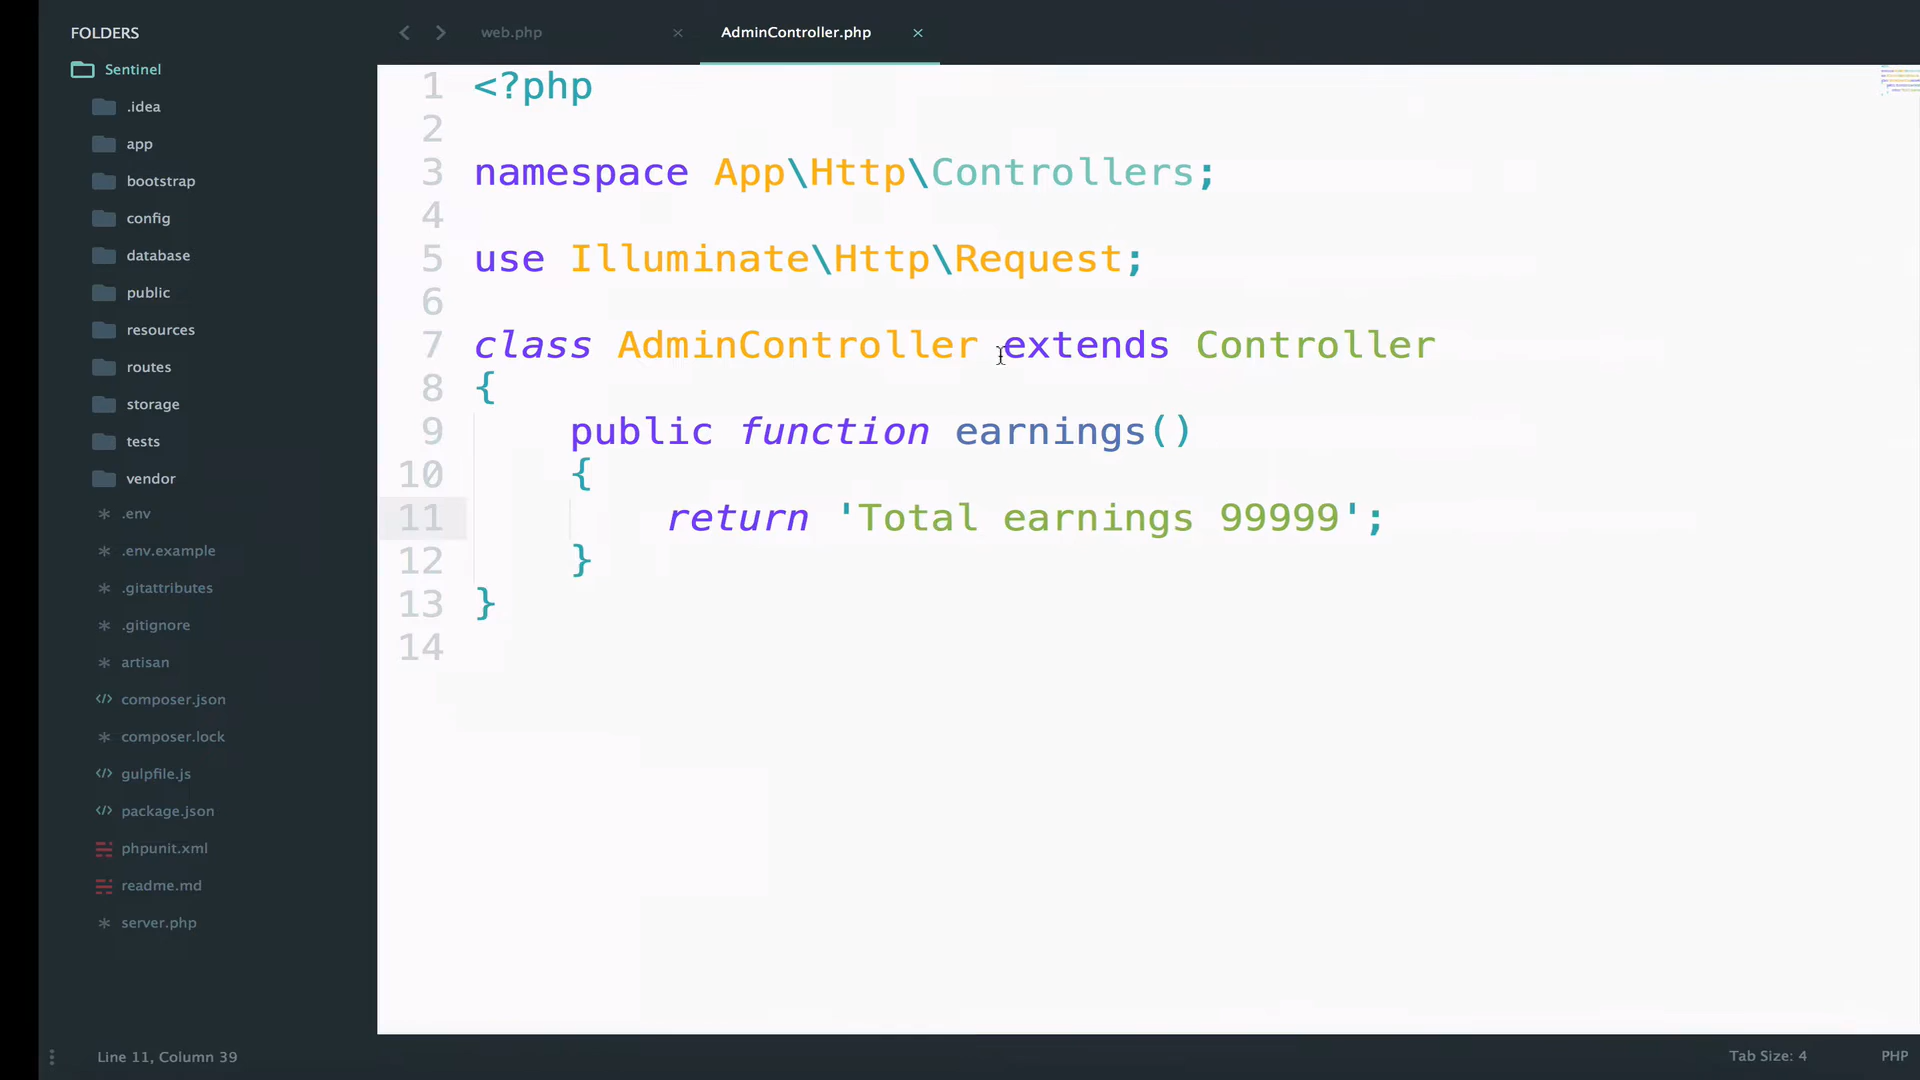 FOLDERS
Sentinel
.idea
app
bootstrap
config
database
public
resources
routes
storage
tests
vendor
.env
.env.example
.gitattributes
.gitignore
artisan
composer.json
composer.lock
gulpfile.js
package.json
phpunit.xml
readme.md
server.php
web.php
AdminController.php
1 <?php
2
3 namespace App\Http\Controllers;
4
5 use Illuminate\Http\Request;
6
7 class AdminController extends Controller
8 {
9 public function earnings()
10 {
11 return 'Total earnings 99999';
12 }
13 }
14
Line 11, Column 39
Tab Size: 4
PHP